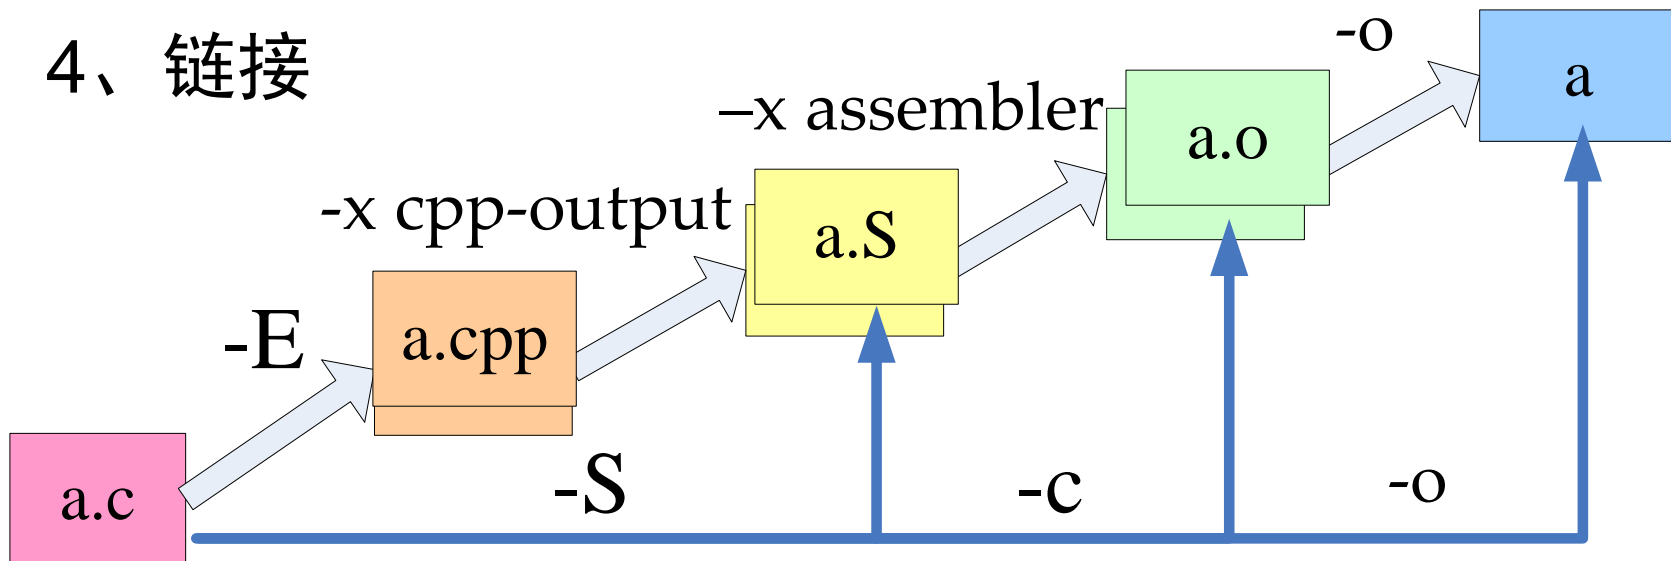 4、链接
-o
a
–x assembler
a.o
-x cpp-output
a.S
-E
a.cpp
a.c
-S
-c
-o